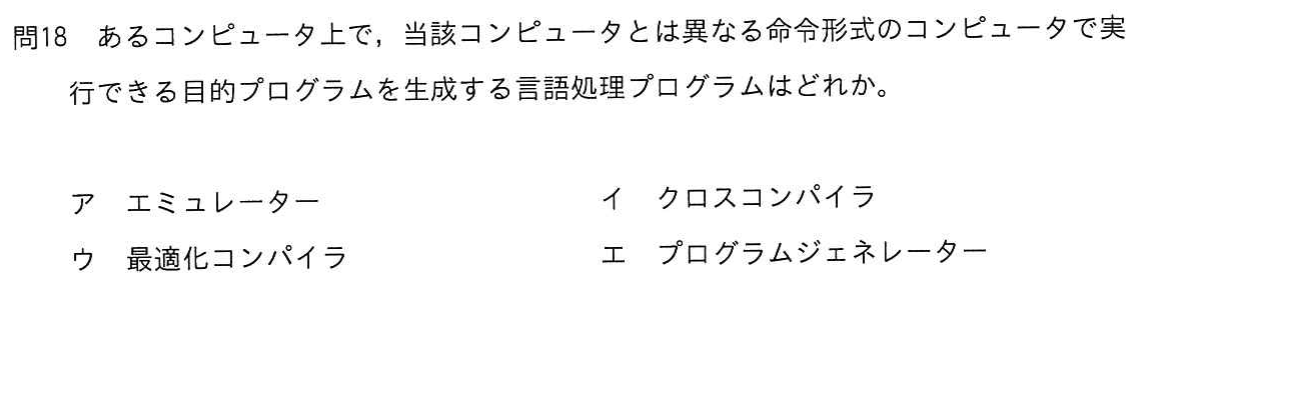 問18　あるコンピュータ上で，当該コンピュータとは異なる命令形式のコンピュータで実
行できる目的プログラムを生成する言語処理プログラムはどれか。
ア　エミュレーター　イ　クロスコンパイラ
ウ　最適化コンパイラ　エ　プログラムジェネレーター